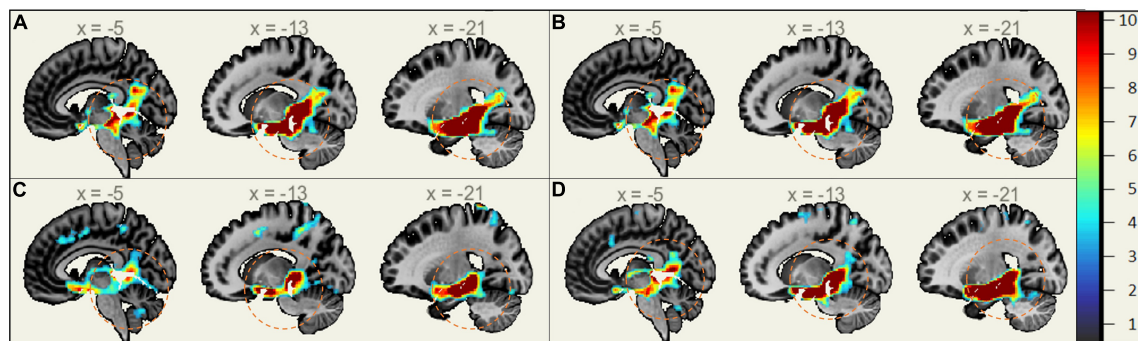 A x = -5 x = -13 x = -21
B x = -5 x = -13 x = -21
C x = -5 x = -13 x = -21
D x = -5 x = -13 x = -21
10
9
8
7
6
5
4
3
2
1